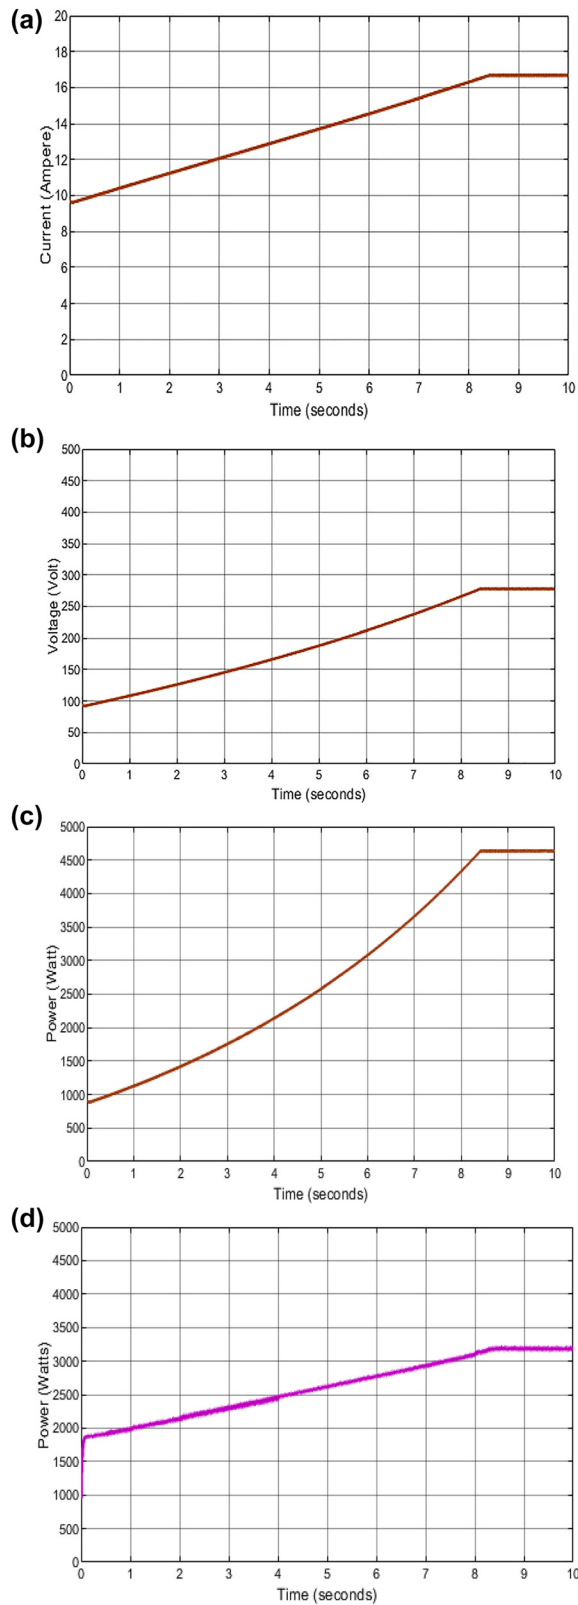 (a)
20
18
16
14
12
10
8
6
4
2
0
Current (Ampere)
0 1 2 3 4 5 6 7 8 9 10
Time (seconds)
(b)
500
450
400
350
300
250
200
150
100
50
0
Voltage (Volt)
0 1 2 3 4 5 6 7 8 9 10
Time (seconds)
(c)
5000
4500
4000
3500
3000
2500
2000
1500
1000
500
0
Power (Watt)
0 1 2 3 4 5 6 7 8 9 10
Time (seconds)
(d)
5000
4500
4000
3500
3000
2500
2000
1500
1000
500
0
Power (Watts)
0 1 2 3 4 5 6 7 8 9 10
Time (seconds)